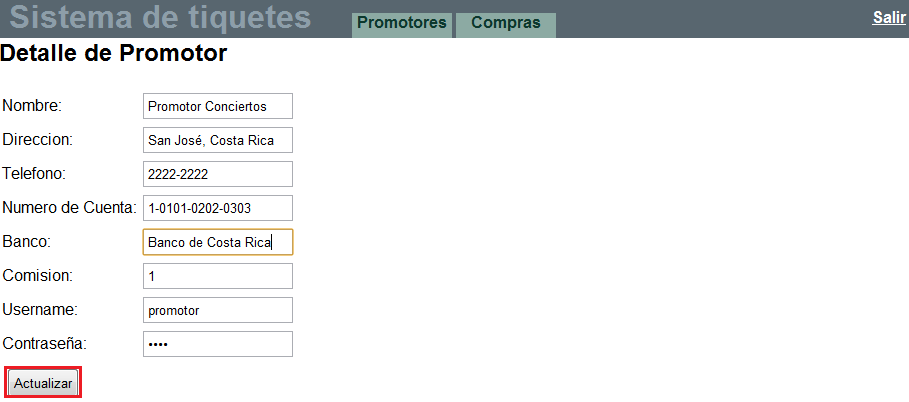 Sistema de tiquetes
Promotores
Compras
Salir
Detalle de Promotor
Nombre: Promotor Conciertos
Direccion: San José, Costa Rica
Telefono: 2222-2222
Numero de Cuenta: 1-0101-0202-0303
Banco: Banco de Costa Rica
Comision: 1
Username: promotor
Contraseña: ••••
Actualizar